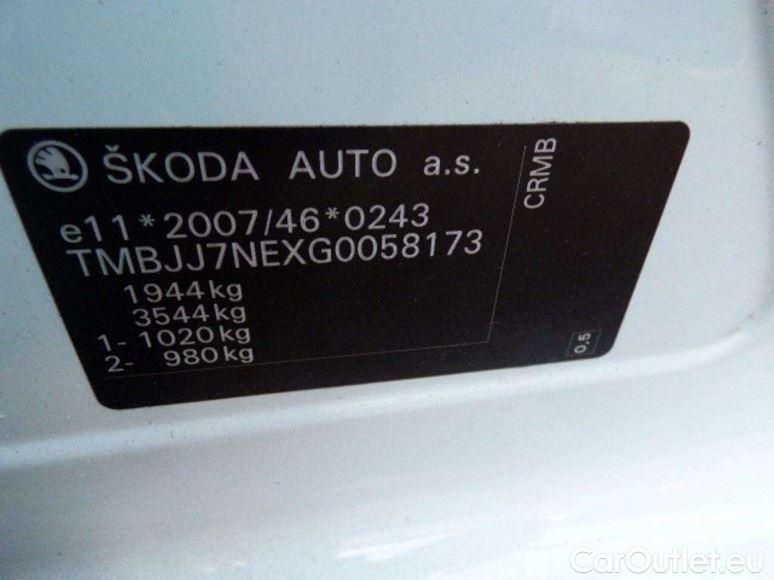 ŠKODA AUTO a.s.
e11*2007/46*0243
TMBJJ7NEXG0058173
1944kg
3544kg
1- 1020kg
2- 980kg
CRMB
0,5
CarOutlet.eu